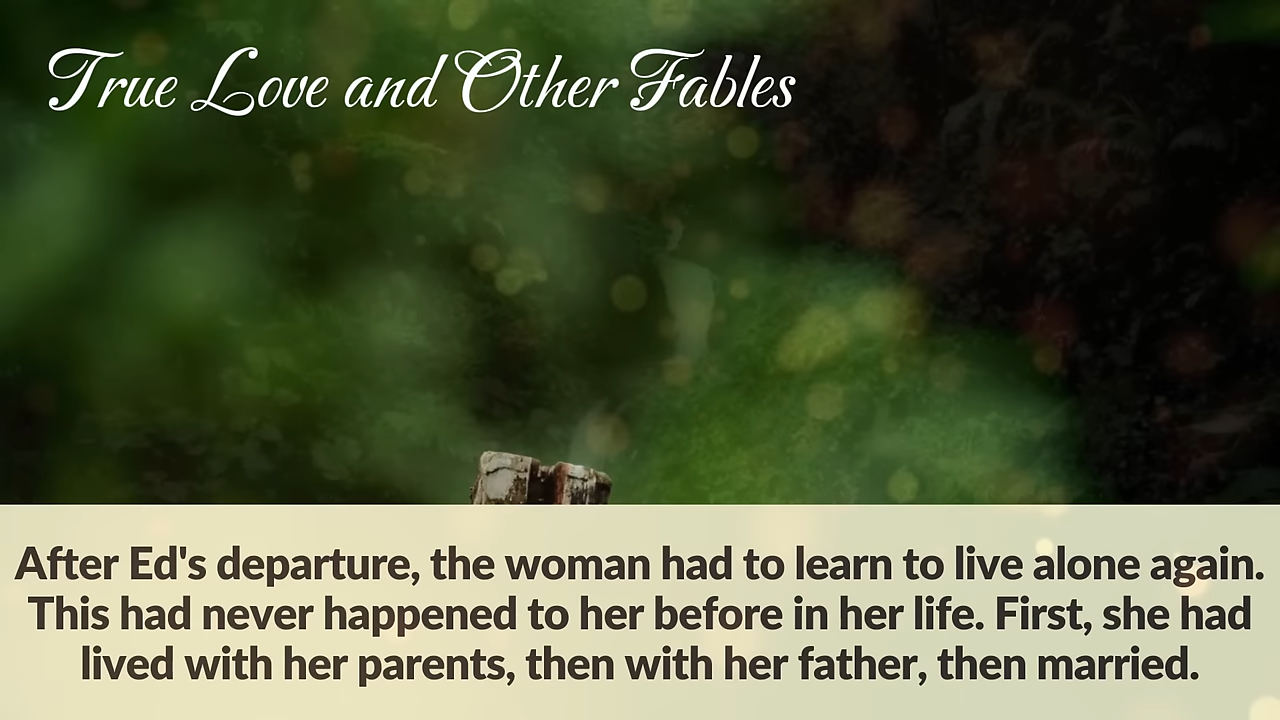 True Love and Other Fables
After Ed's departure, the woman had to learn to live alone again.
This had never happened to her before in her life. First, she had
lived with her parents, then with her father, then married.